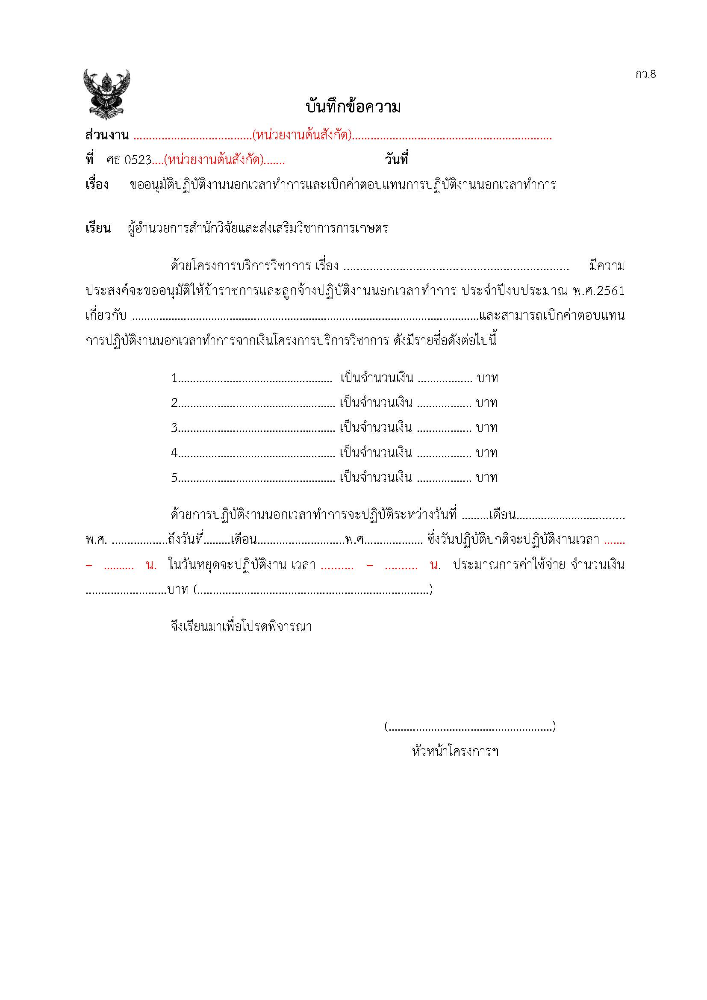 กว.8
บันทึกข้อความ
ส่วนงาน ......................................(หน่วยงานต้นสังกัด)................................................................
ที่ ศธ 0523....(หน่วยงานต้นสังกัด)....... วันที่
เรื่อง ขออนุมัติปฏิบัติงานนอกเวลาทำการและเบิกค่าตอบแทนการปฏิบัติงานนอกเวลาทำการ
เรียน ผู้อำนวยการสำนักวิจัยและส่งเสริมวิชาการการเกษตร
ด้วยโครงการบริการวิชาการ เรื่อง .................................................................... มีความ
ประสงค์จะขออนุมัติให้ข้าราชการและลูกจ้างปฏิบัติงานนอกเวลาทำการ ประจำปีงบประมาณ พ.ศ.2561
เกี่ยวกับ ..................................................................................................................และสามารถเบิกค่าตอบแทน
การปฏิบัติงานนอกเวลาทำการจากเงินโครงการบริการวิชาการ ดังมีรายชื่อดังต่อไปนี้
1.................................................. เป็นจำนวนเงิน .................. บาท
2.................................................... เป็นจำนวนเงิน .................. บาท
3.................................................... เป็นจำนวนเงิน .................. บาท
4.................................................... เป็นจำนวนเงิน .................. บาท
5.................................................... เป็นจำนวนเงิน .................. บาท
ด้วยการปฏิบัติงานนอกเวลาทำการจะปฏิบัติระหว่างวันที่ .........เดือน...................................
พ.ศ. ..................ถึงวันที่.........เดือน............................พ.ศ................... ซึ่งวันปฏิบัติปกติจะปฏิบัติงานเวลา .......
– .......... น. ในวันหยุดจะปฏิบัติงาน เวลา .......... – .......... น. ประมาณการค่าใช้จ่าย จำนวนเงิน
..........................บาท (..........................................................................)
จึงเรียนมาเพื่อโปรดพิจารณา
(......................................................)
หัวหน้าโครงการฯ